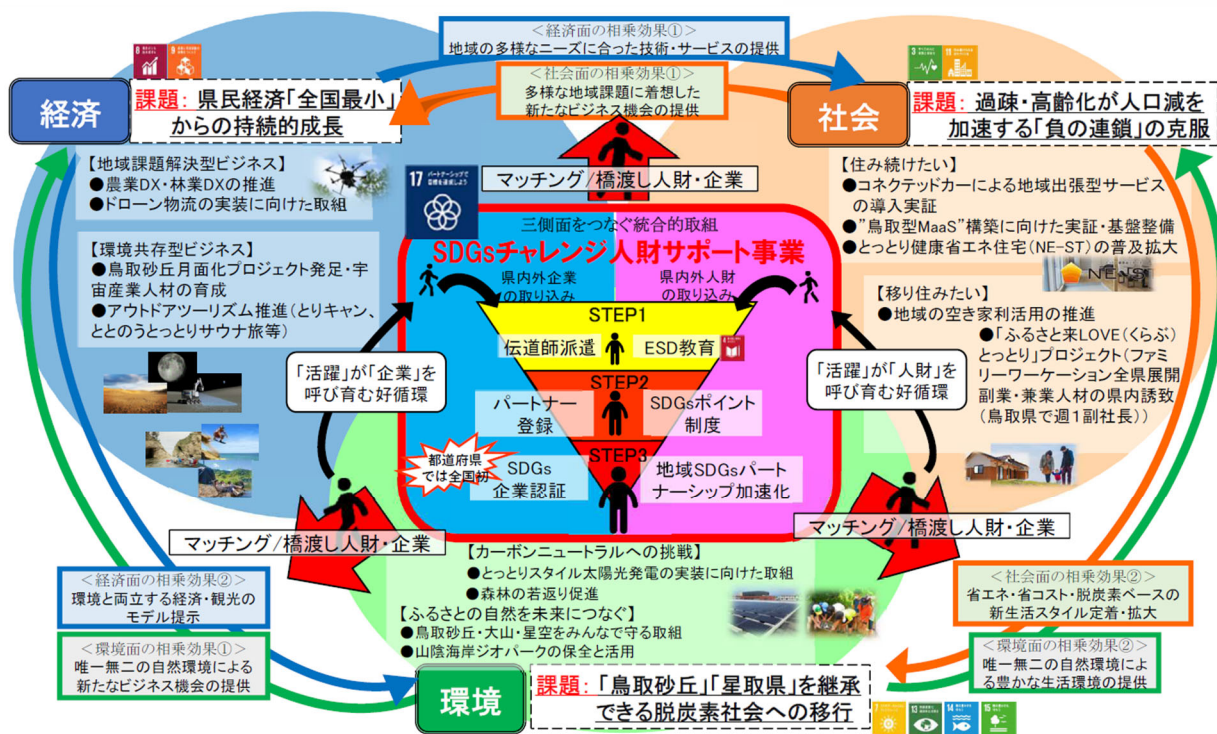 ＜経済面の相乗効果①＞
地域の多様なニーズに合った技術・サービスの提供
＜社会面の相乗効果①＞
多様な地域課題に着想した
新たなビジネス機会の提供
経済
課題：県民経済「全国最小」
からの持続的成長
【地域課題解決型ビジネス】
●農業DX・林業DXの推進
●ドローン物流の実装に向けた取組
【環境共存型ビジネス】
●鳥取砂丘月面化プロジェクト発足・宇
宙産業人材の育成
●アウトドアツーリズム推進（とりキャン、
ととのうとっとりサウナ旅等）
社会
課題：過疎・高齢化が人口減を
加速する「負の連鎖」の克服
【住み続けたい】
●コネクテッドカーによる地域出張型サービス
の導入実証
●”鳥取型MaaS”構築に向けた実証・基盤整備
●とっとり健康省エネ住宅（NE-ST）の普及拡大
【移り住みたい】
●地域の空き家利活用の推進
●「ふるさと来LOVE（くらぶ）
とっとり」プロジェクト（ファミ
リーワーケーション全県展開
副業・兼業人材の県内誘致
（鳥取県で週1副社長））
マッチング/橋渡し人財・企業
17 パートナーシップで
目標を達成しよう
三側面をつなぐ統合的取組
SDGsチャレンジ人財サポート事業
県内外企業
の取り込み
県内外人財
の取り込み
STEP1
伝道師派遣
ESD教育
STEP2
パートナー
登録
SDGsポイント
制度
STEP3
都道府県
では全国初
SDGs
企業認証
地域SDGsパート
ナーシップ加速化
「活躍」が「企業」を
呼び育む好循環
「活躍」が「人財」を
呼び育む好循環
マッチング/橋渡し人財・企業
マッチング/橋渡し人財・企業
【カーボンニュートラルへの挑戦】
●とっとりスタイル太陽光発電の実装に向けた取組
●森林の若返り促進
【ふるさとの自然を未来につなぐ】
●鳥取砂丘・大山・星空をみんなで守る取組
●山陰海岸ジオパークの保全と活用
＜経済面の相乗効果②＞
環境と両立する経済・観光の
モデル提示
＜環境面の相乗効果①＞
唯一無二の自然環境による
新たなビジネス機会の提供
＜社会面の相乗効果②＞
省エネ・省コスト・脱炭素ベースの
新生活スタイル定着・拡大
＜環境面の相乗効果②＞
唯一無二の自然環境によ
る豊かな生活環境の提供
環境
課題：「鳥取砂丘」「星取県」を継承
できる脱炭素社会への移行